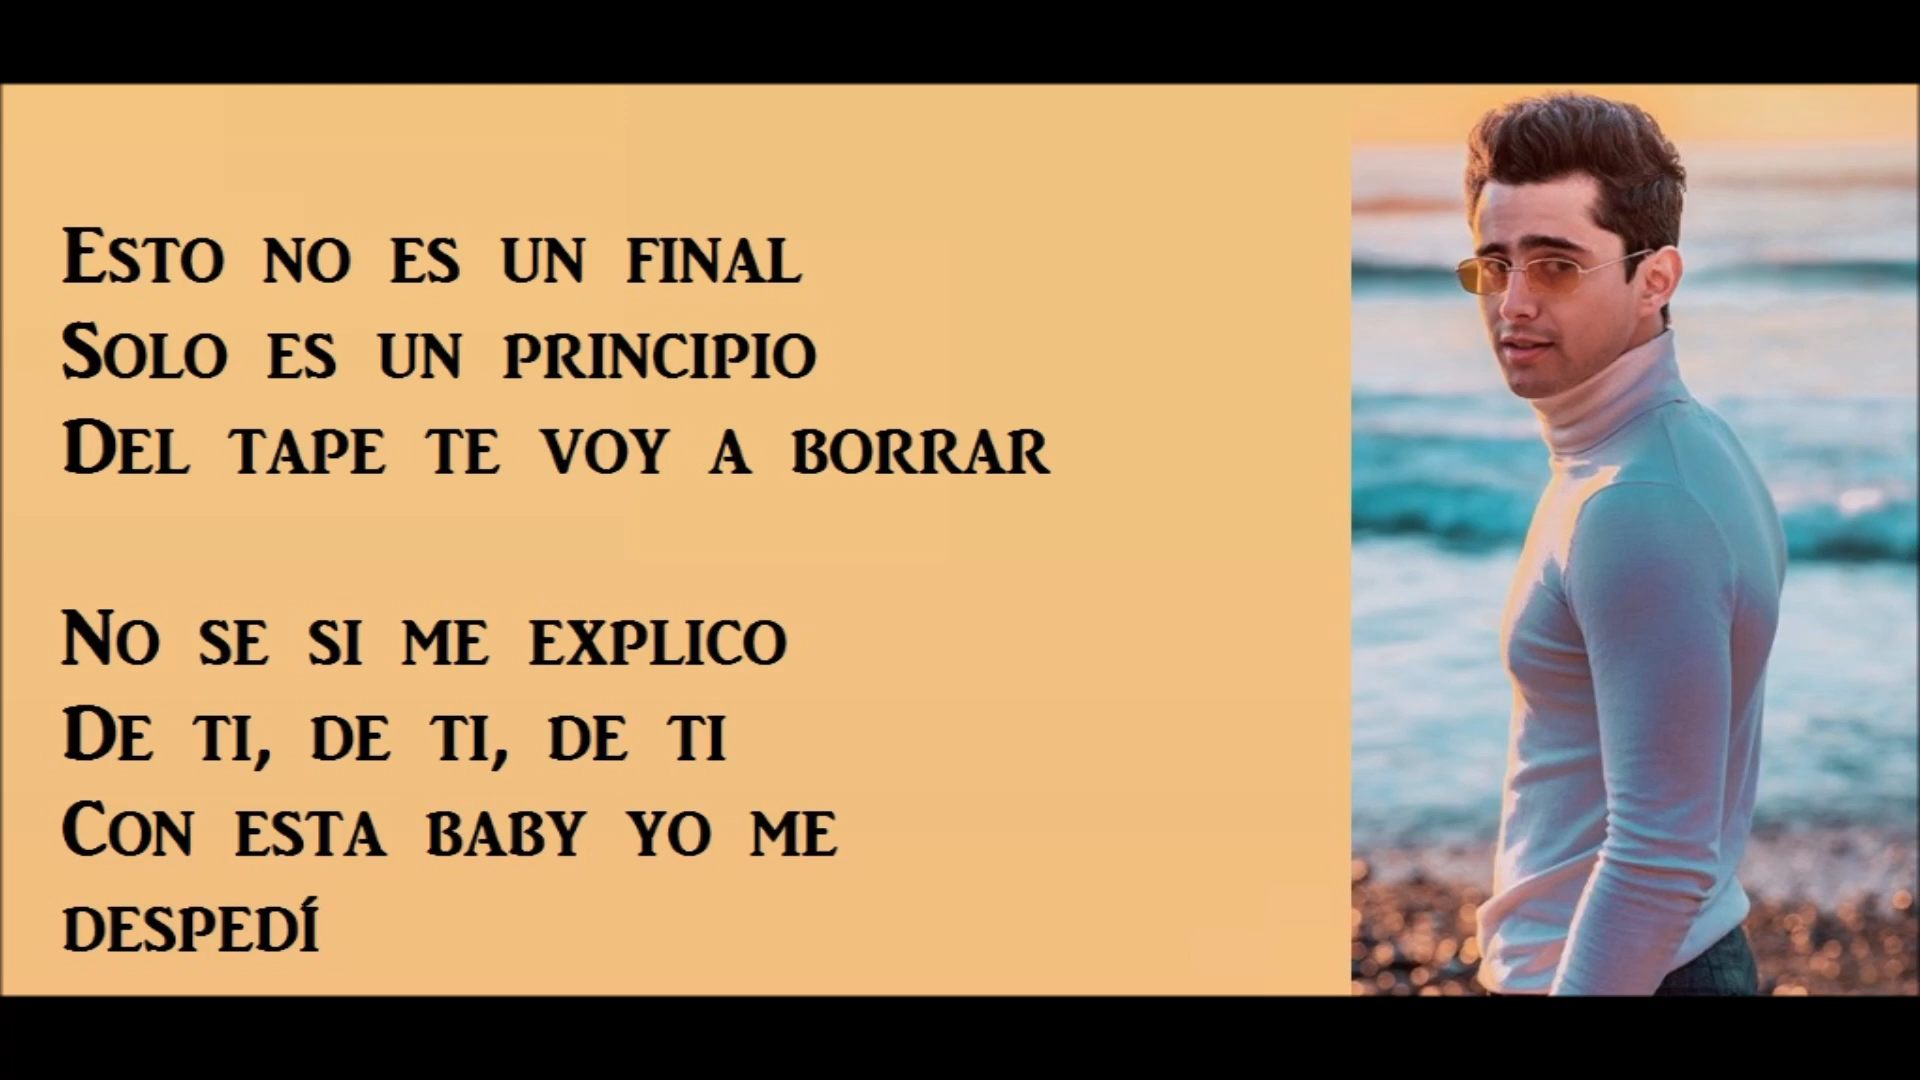 Esto no es un final
Solo es un principio
Del tape te voy a borrar
No se si me explico
De ti, de ti, de ti
Con esta baby yo me
despedí